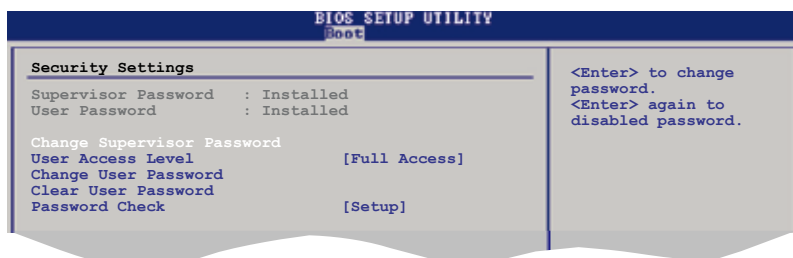 BIOS SETUP UTILITY
Boot
Security Settings
Supervisor Password : Installed
User Password : Installed
Change Supervisor Password
User Access Level [Full Access]
Change User Password
Clear User Password
Password Check [Setup]
<Enter> to change
password.
<Enter> again to
disabled password.